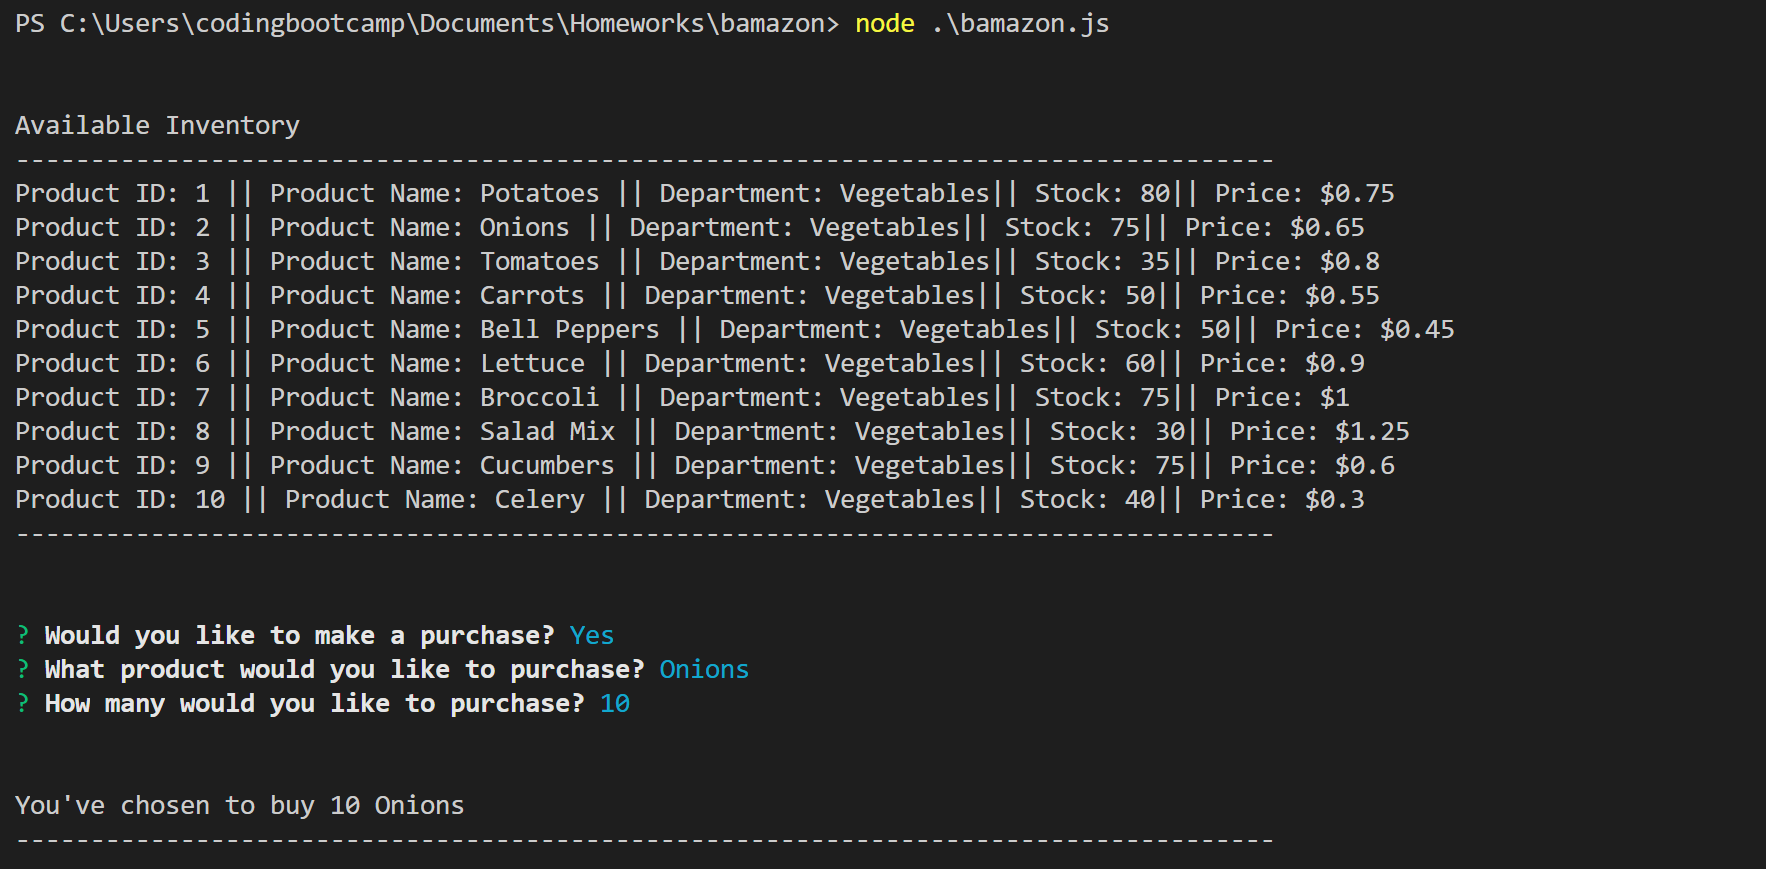 PS C:\Users\codingbootcamp\Documents\Homeworks\bamazon> node .\bamazon.js
Available Inventory
------------------------------------------------------------------------------------
Product ID: 1 || Product Name: Potatoes || Department: Vegetables|| Stock: 80|| Price: $0.75
Product ID: 2 || Product Name: Onions || Department: Vegetables|| Stock: 75|| Price: $0.65
Product ID: 3 || Product Name: Tomatoes || Department: Vegetables|| Stock: 35|| Price: $0.8
Product ID: 4 || Product Name: Carrots || Department: Vegetables|| Stock: 50|| Price: $0.55
Product ID: 5 || Product Name: Bell Peppers || Department: Vegetables|| Stock: 50|| Price: $0.45
Product ID: 6 || Product Name: Lettuce || Department: Vegetables|| Stock: 60|| Price: $0.9
Product ID: 7 || Product Name: Broccoli || Department: Vegetables|| Stock: 75|| Price: $1
Product ID: 8 || Product Name: Salad Mix || Department: Vegetables|| Stock: 30|| Price: $1.25
Product ID: 9 || Product Name: Cucumbers || Department: Vegetables|| Stock: 75|| Price: $0.6
Product ID: 10 || Product Name: Celery || Department: Vegetables|| Stock: 40|| Price: $0.3
------------------------------------------------------------------------------------
? Would you like to make a purchase? Yes
? What product would you like to purchase? Onions
? How many would you like to purchase? 10
You've chosen to buy 10 Onions
------------------------------------------------------------------------------------